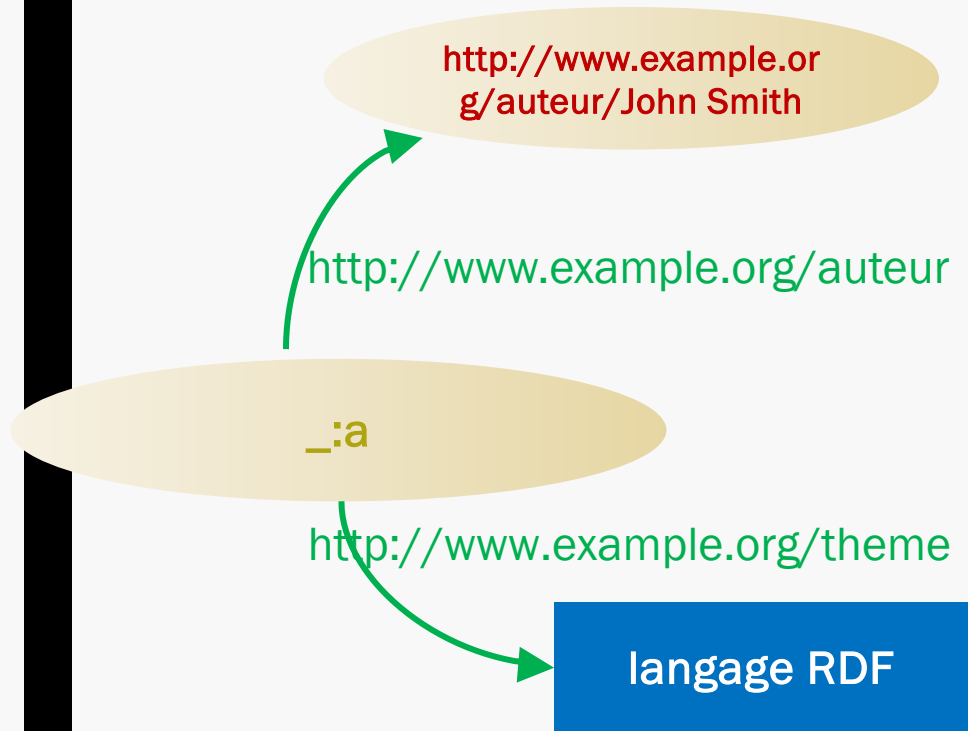 http://www.example.or
g/auteur/John Smith
http://www.example.org/auteur
_:a
http://www.example.org/theme
langage RDF